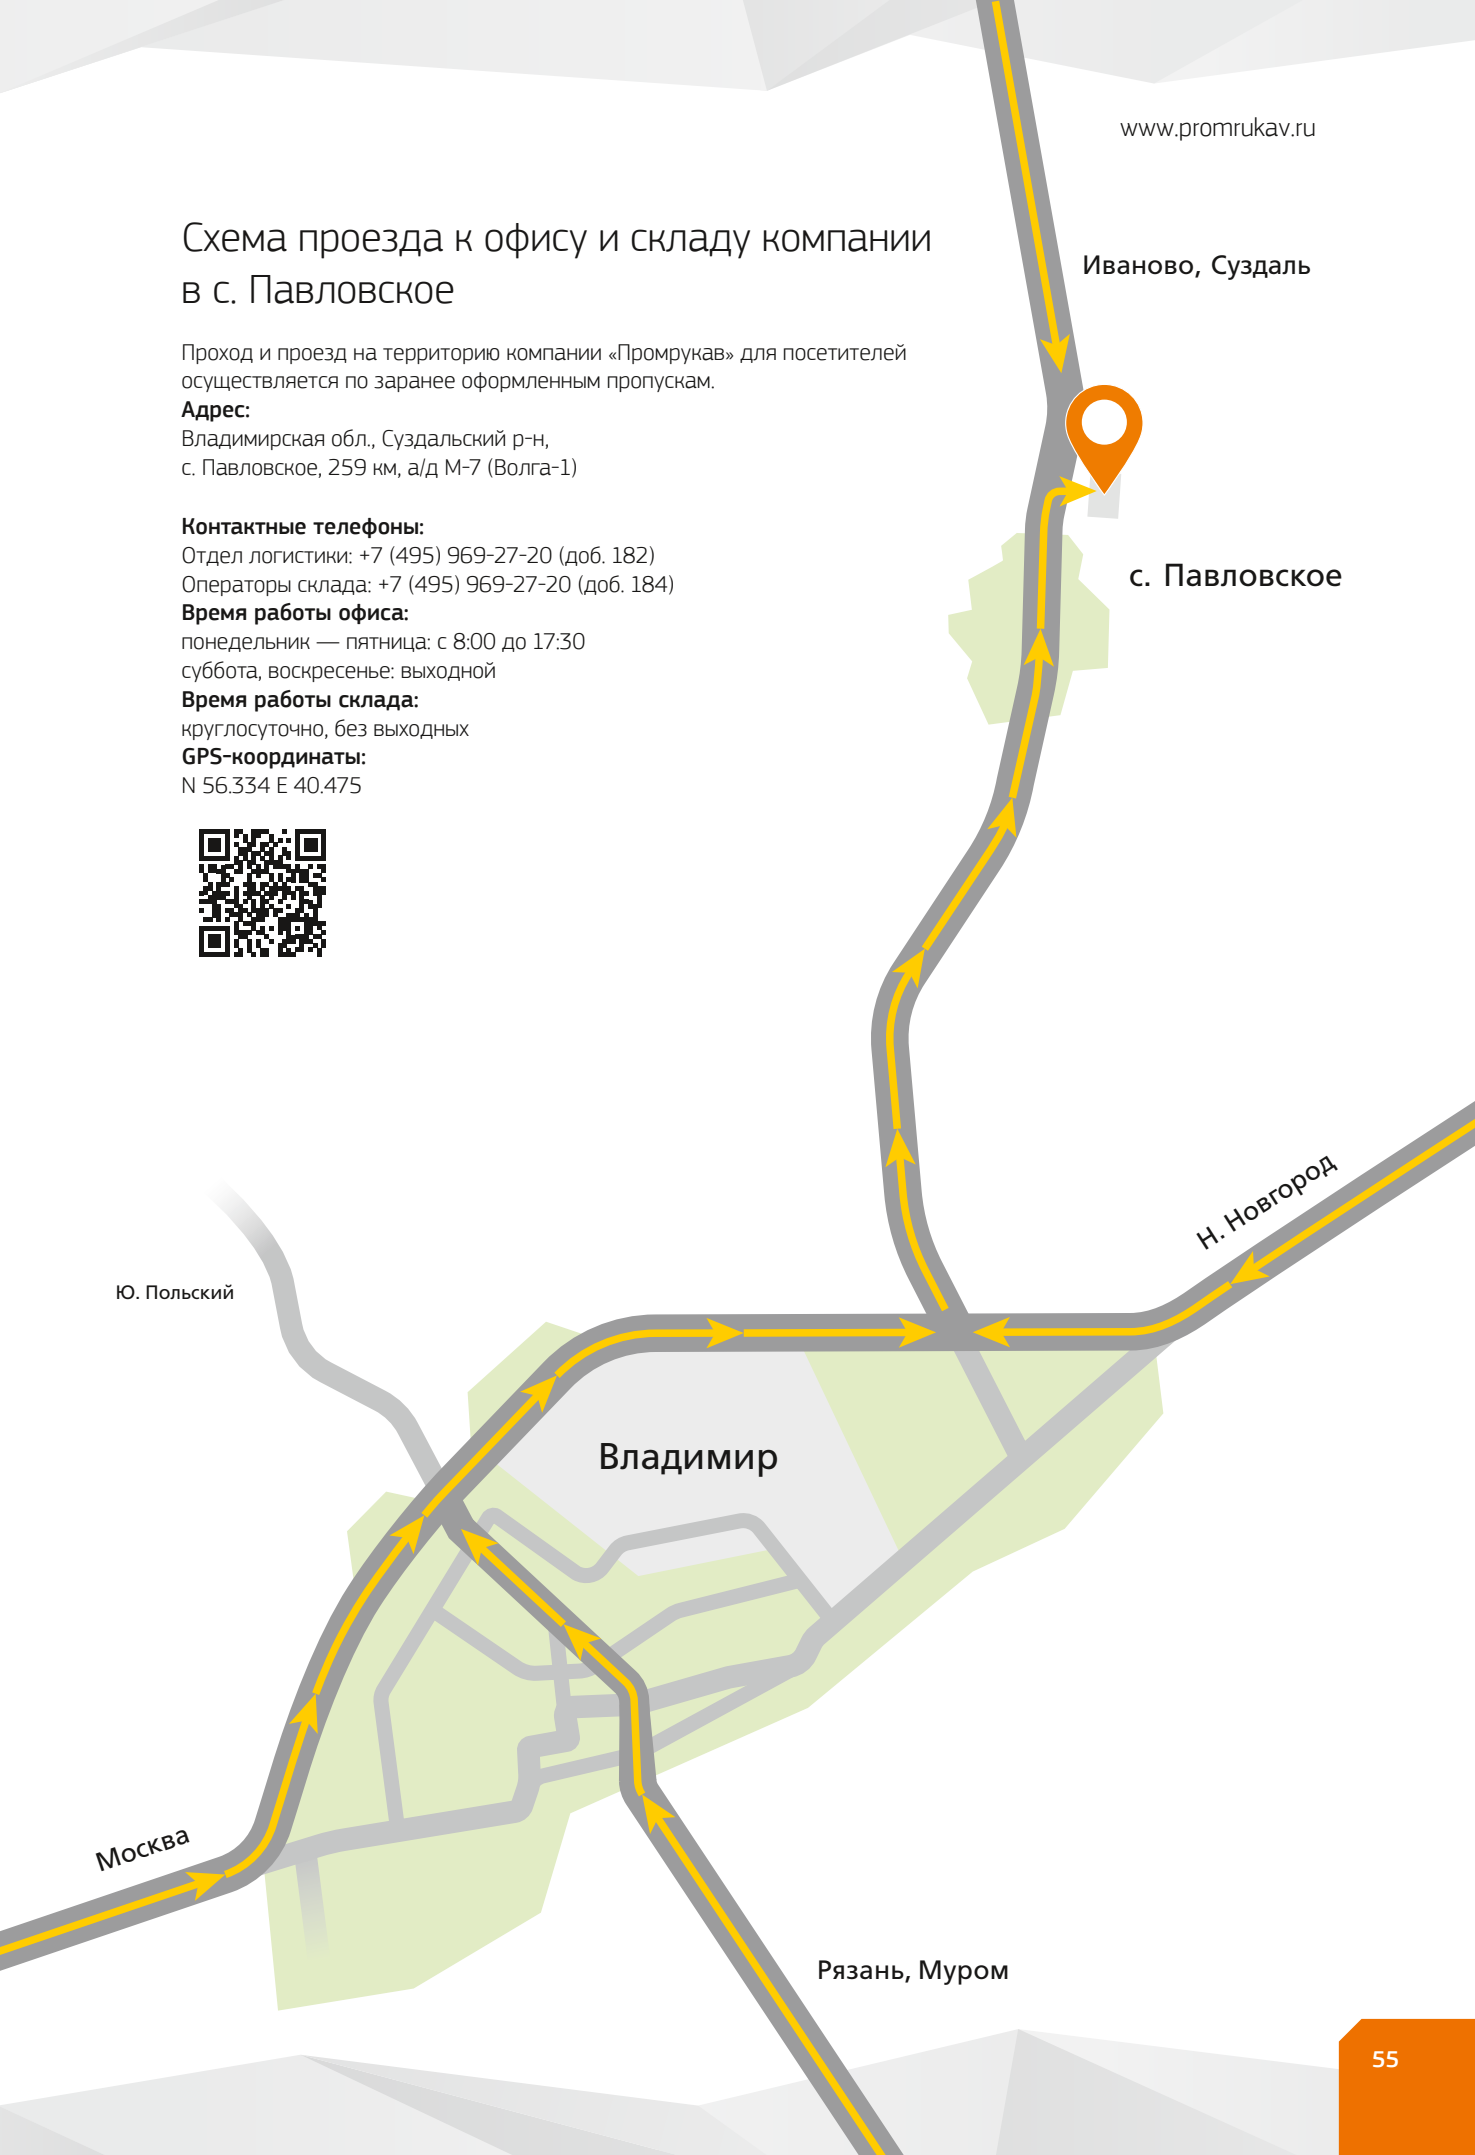 www.promrukav.ru
Схема проезда к офису и складу компании
в с. Павловское
Проход и проезд на территорию компании «Промрукав» для посетителей
осуществляется по заранее оформленным пропускам.
Адрес:
Владимирская обл., Суздальский р-н,
с. Павловское, 259 км, а/д М-7 (Волга-1)
Контактные телефоны:
Отдел логистики: +7 (495) 969-27-20 (доб. 182)
Операторы склада: +7 (495) 969-27-20 (доб. 184)
Время работы офиса:
понедельник — пятница: с 8:00 до 17:30
суббота, воскресенье: выходной
Время работы склада:
круглосуточно, без выходных
GPS-координаты:
N 56.334 E 40.475
Иваново, Суздаль
с. Павловское
Н. Новгород
Ю. Польский
Владимир
Москва
Рязань, Муром
55